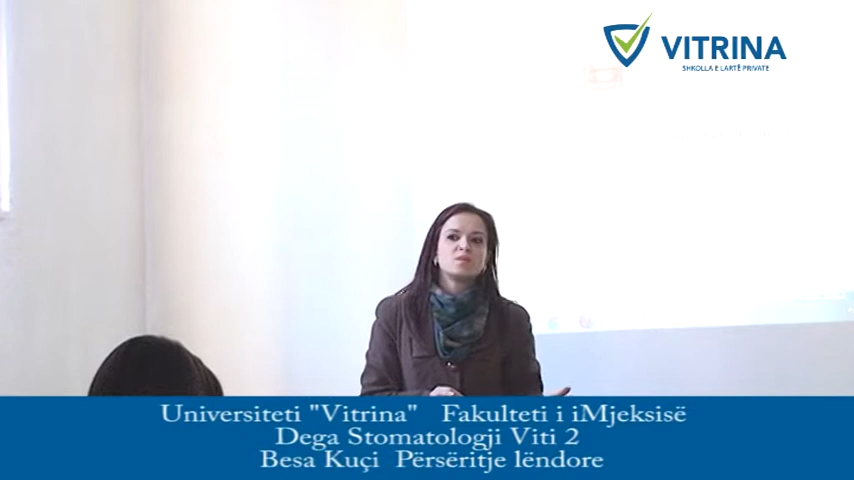 VITRINA
SHKOLLA E LARTË PRIVATE
Universiteti "Vitrina" Fakulteti i iMjeksisë
Dega Stomatologji Viti 2
Besa Kuçi Përsëritje lëndore